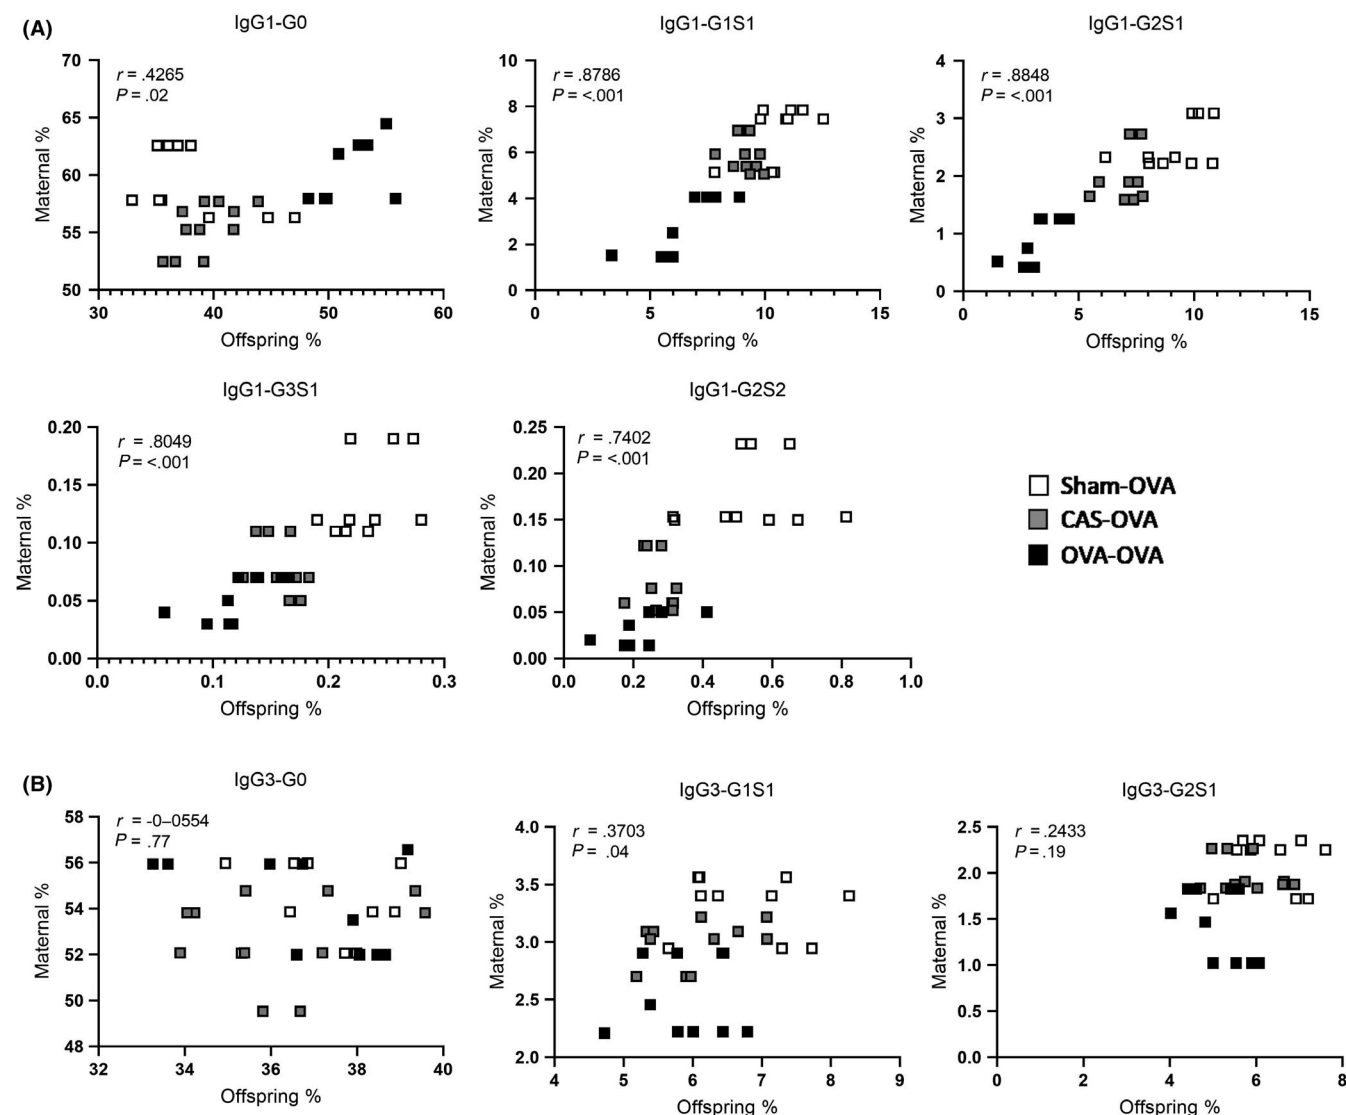 (A)
IgG1-G0
r = .4265
P = .02
Maternal %
70
65
60
55
50
30 40 50 60
Offspring %
IgG1-G1S1
r = .8786
P = <.001
Maternal %
10
8
6
4
2
0
0 5 10 15
Offspring %
IgG1-G2S1
r = .8848
P = <.001
Maternal %
4
3
2
1
0
0 5 10 15
Offspring %
IgG1-G3S1
r = .8049
P = <.001
Maternal %
0.20
0.15
0.10
0.05
0.00
0.0 0.1 0.2 0.3
Offspring %
IgG1-G2S2
r = .7402
P = <.001
Maternal %
0.25
0.20
0.15
0.10
0.05
0.00
0.0 0.2 0.4 0.6 0.8 1.0
Offspring %
Sham-OVA
CAS-OVA
OVA-OVA
(B)
IgG3-G0
r = -0–0554
P = .77
Maternal %
58
56
54
52
50
48
32 34 36 38 40
Offspring %
IgG3-G1S1
r = .3703
P = .04
Maternal %
4.0
3.5
3.0
2.5
2.0
4 5 6 7 8 9
Offspring %
IgG3-G2S1
r = .2433
P = .19
Maternal %
2.5
2.0
1.5
1.0
0.5
0.0
0 2 4 6 8
Offspring %